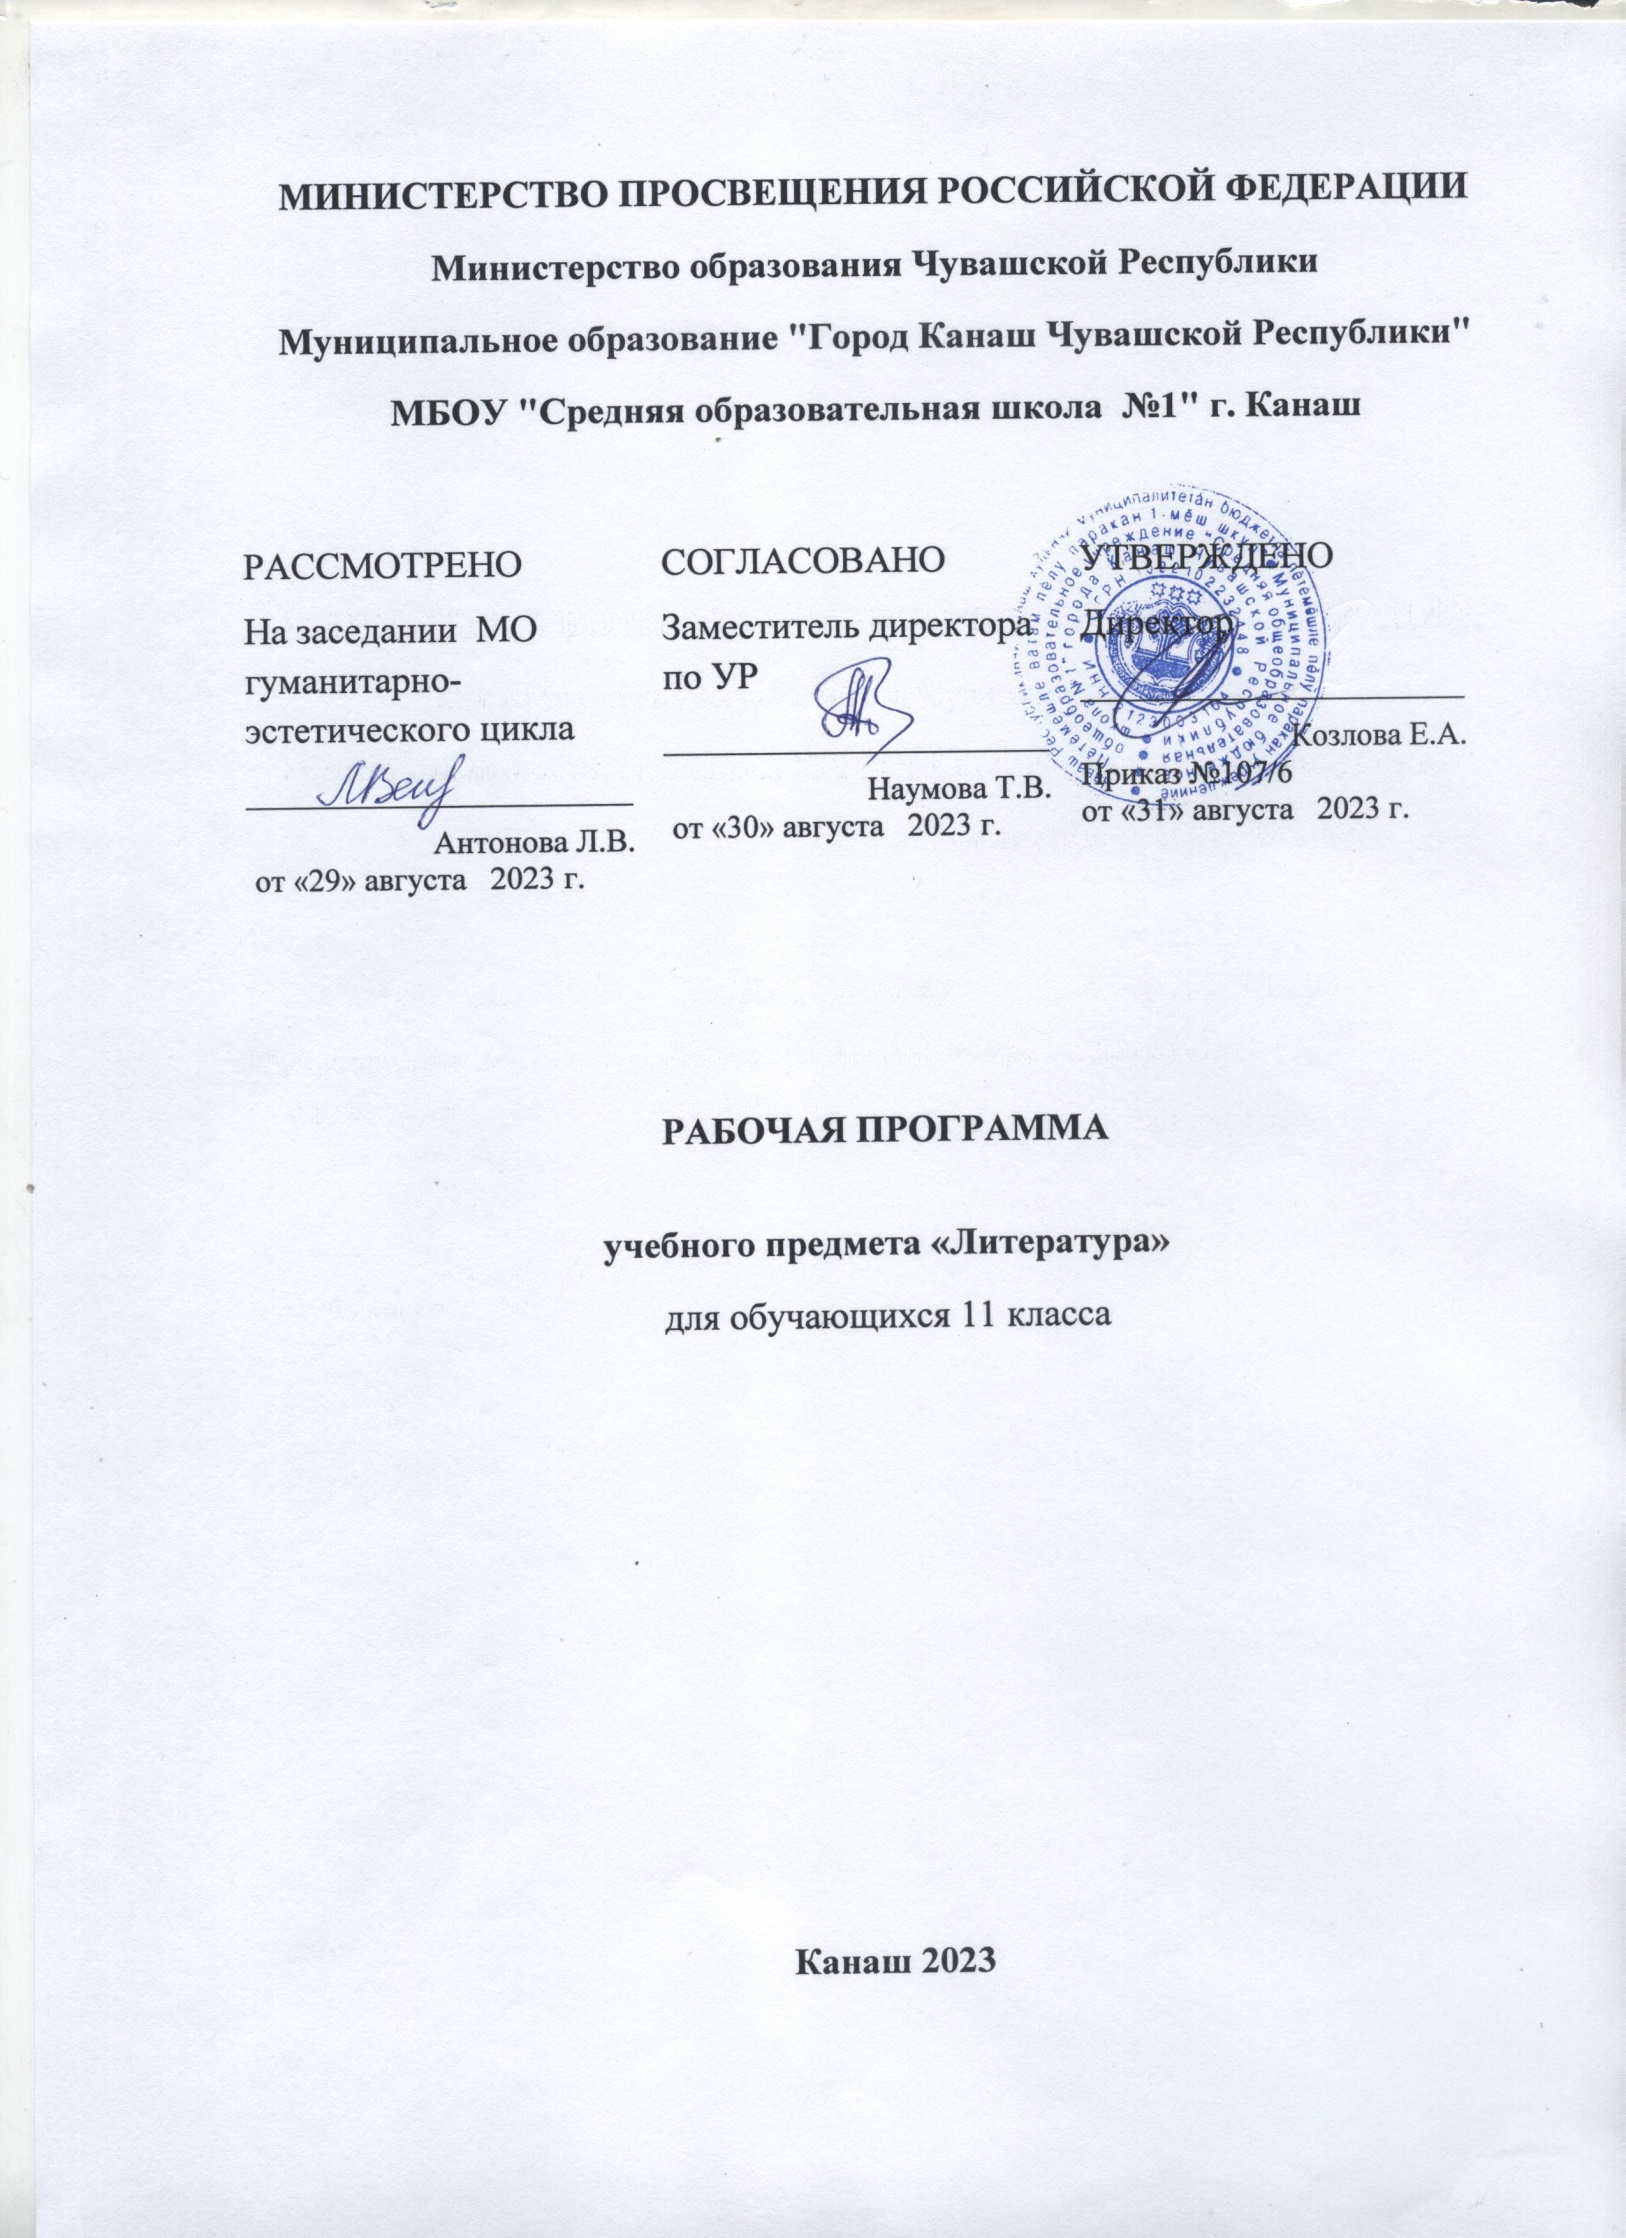 МИНИСТЕРСТВО ПРОСВЕЩЕНИЯ РОССИЙСКОЙ ФЕДЕРАЦИИ
Министерство образования Чувашской Республики
Муниципальное образование "Город Канаш Чувашской Республики"
МБОУ "Средняя образовательная школа №1" г. Канаш
РАССМОТРЕНО
На заседании МО
гуманитарно-
эстетического цикла
Антонова Л.В.
от «29» августа 2023 г.
СОГЛАСОВАНО
Заместитель директора
по УР
Наумова Т.В.
от «30» августа 2023 г.
УТВЕРЖДЕНО
Директор
Козлова Е.А.
Приказ №107/6
от «31» августа 2023 г.
РАБОЧАЯ ПРОГРАММА
учебного предмета «Литература»
для обучающихся 11 класса
Канаш 2023